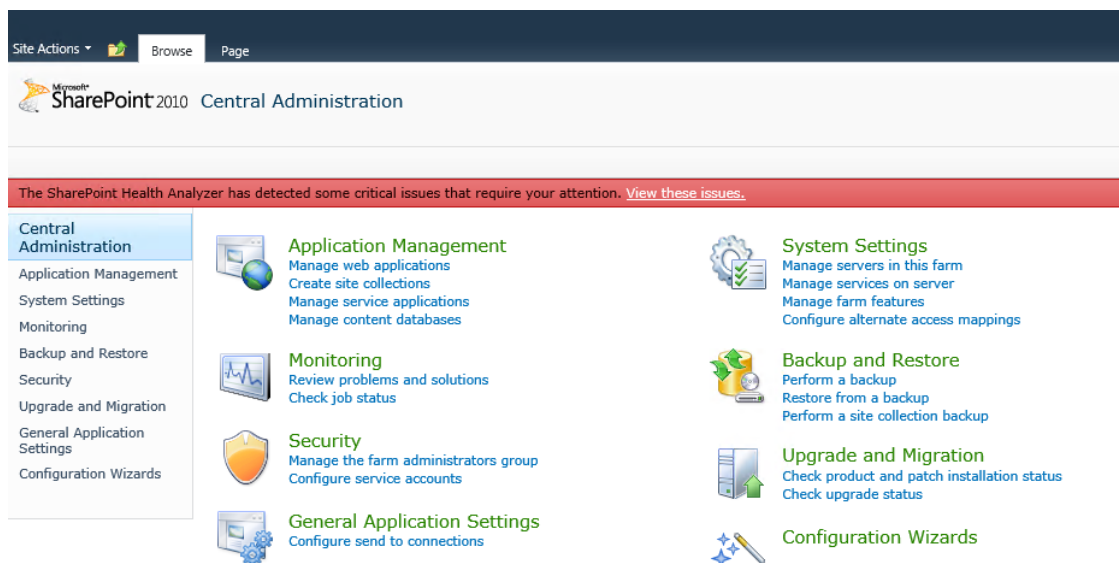 Site Actions
Browse
Page
Microsoft
SharePoint 2010 Central Administration
The SharePoint Health Analyzer has detected some critical issues that require your attention. View these issues.
Central
Administration
Application Management
System Settings
Monitoring
Backup and Restore
Security
Upgrade and Migration
General Application
Settings
Configuration Wizards
Application Management
Manage web applications
Create site collections
Manage service applications
Manage content databases
Monitoring
Review problems and solutions
Check job status
Security
Manage the farm administrators group
Configure service accounts
General Application Settings
Configure send to connections
System Settings
Manage servers in this farm
Manage services on server
Manage farm features
Configure alternate access mappings
Backup and Restore
Perform a backup
Restore from a backup
Perform a site collection backup
Upgrade and Migration
Check product and patch installation status
Check upgrade status
Configuration Wizards